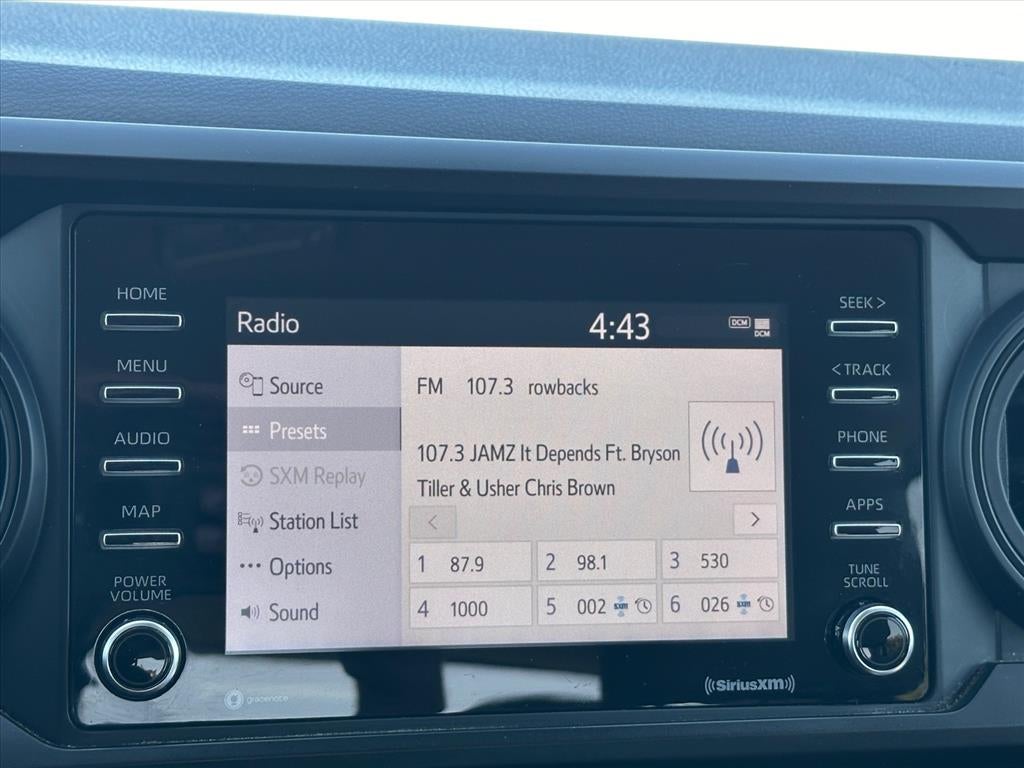 HOME
MENU
AUDIO
MAP
POWER
VOLUME
Radio 4:43 DCM DCM
Source
Presets
SXM Replay
Station List
Options
Sound
FM 107.3 rowbacks
107.3 JAMZ It Depends Ft. Bryson
Tiller & Usher Chris Brown
< >
1 87.9 2 98.1 3 530
4 1000 5 002 SXM 6 026 SXM
SEEK >
< TRACK
PHONE
APPS
TUNE
SCROLL
gracenote
((SiriusXM))